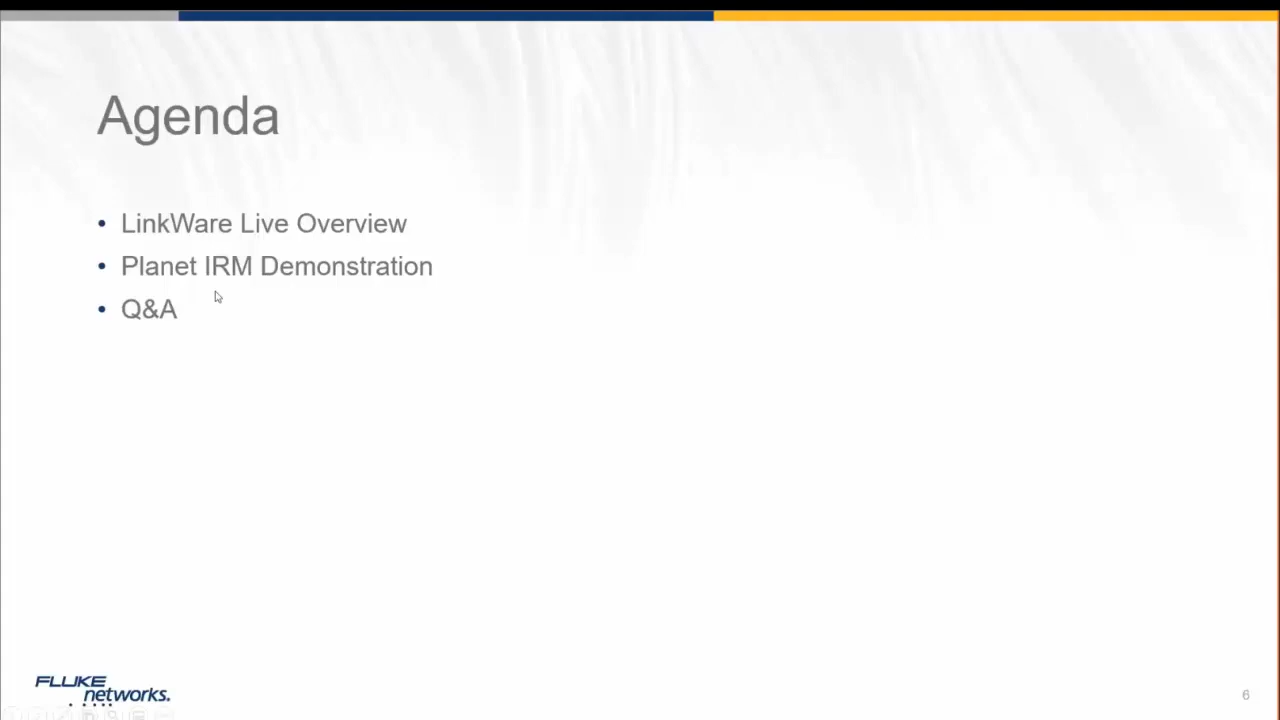 Agenda
• LinkWare Live Overview
• Planet IRM Demonstration
• Q&A
FLUKE
networks.
6